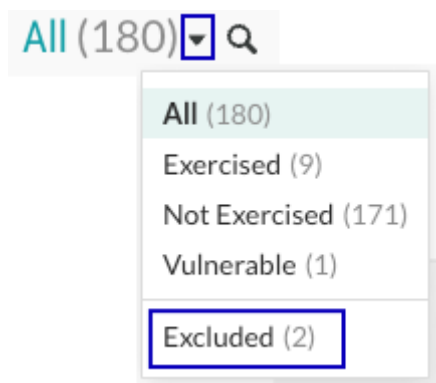 All (180)
All (180)
Exercised (9)
Not Exercised (171)
Vulnerable (1)
Excluded (2)